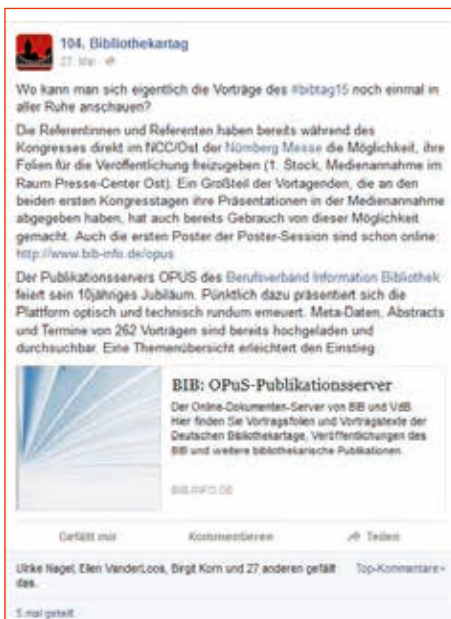 104. Bibliothekartag
27. Mai
Wo kann man sich eigentlich die Vorträge des #bibtag15 noch einmal in
aller Ruhe anschauen?
Die Referentinnen und Referenten haben bereits während des
Kongresses direkt im NCC/Ost der Nürnberg Messe die Möglichkeit, ihre
Folien für die Veröffentlichung freizugeben (1. Stock, Medienannahme im
Raum Presse-Center Ost). Ein Großteil der Vortagenden, die an den
beiden ersten Kongresstagen ihre Präsentationen in der Medienannahme
abgegeben haben, hat auch bereits Gebrauch von dieser Möglichkeit
gemacht. Auch die ersten Poster der Poster-Session sind schon online:
http://www.bib-info.de/opus
Der Publikationsservers OPUS des Berufsverband Information Bibliothek
feiert sein 10jähriges Jubiläum. Pünktlich dazu präsentiert sich die
Plattform optisch und technisch rundum erneuert. Meta-Daten, Abstracts
und Termine von 262 Vorträgen sind bereits hochgeladen und
durchsuchbar. Eine Themenübersicht erleichtert den Einstieg.
BIB: OPuS-Publikationsserver
Der Online-Dokumenten-Server von BIB und VdB.
Hier finden Sie Vortragsfolien und Vortragstexte der
Deutschen Bibliothekartage, Veröffentlichungen des
BIB und weitere bibliothekarische Publikationen.
BIB-INFO.DE
Gefällt mir Kommentieren Teilen
Ulrike Nagel, Ellen VanderLoos, Birgit Korn und 27 anderen gefällt Top-Kommentare
das.
5 mal geteilt